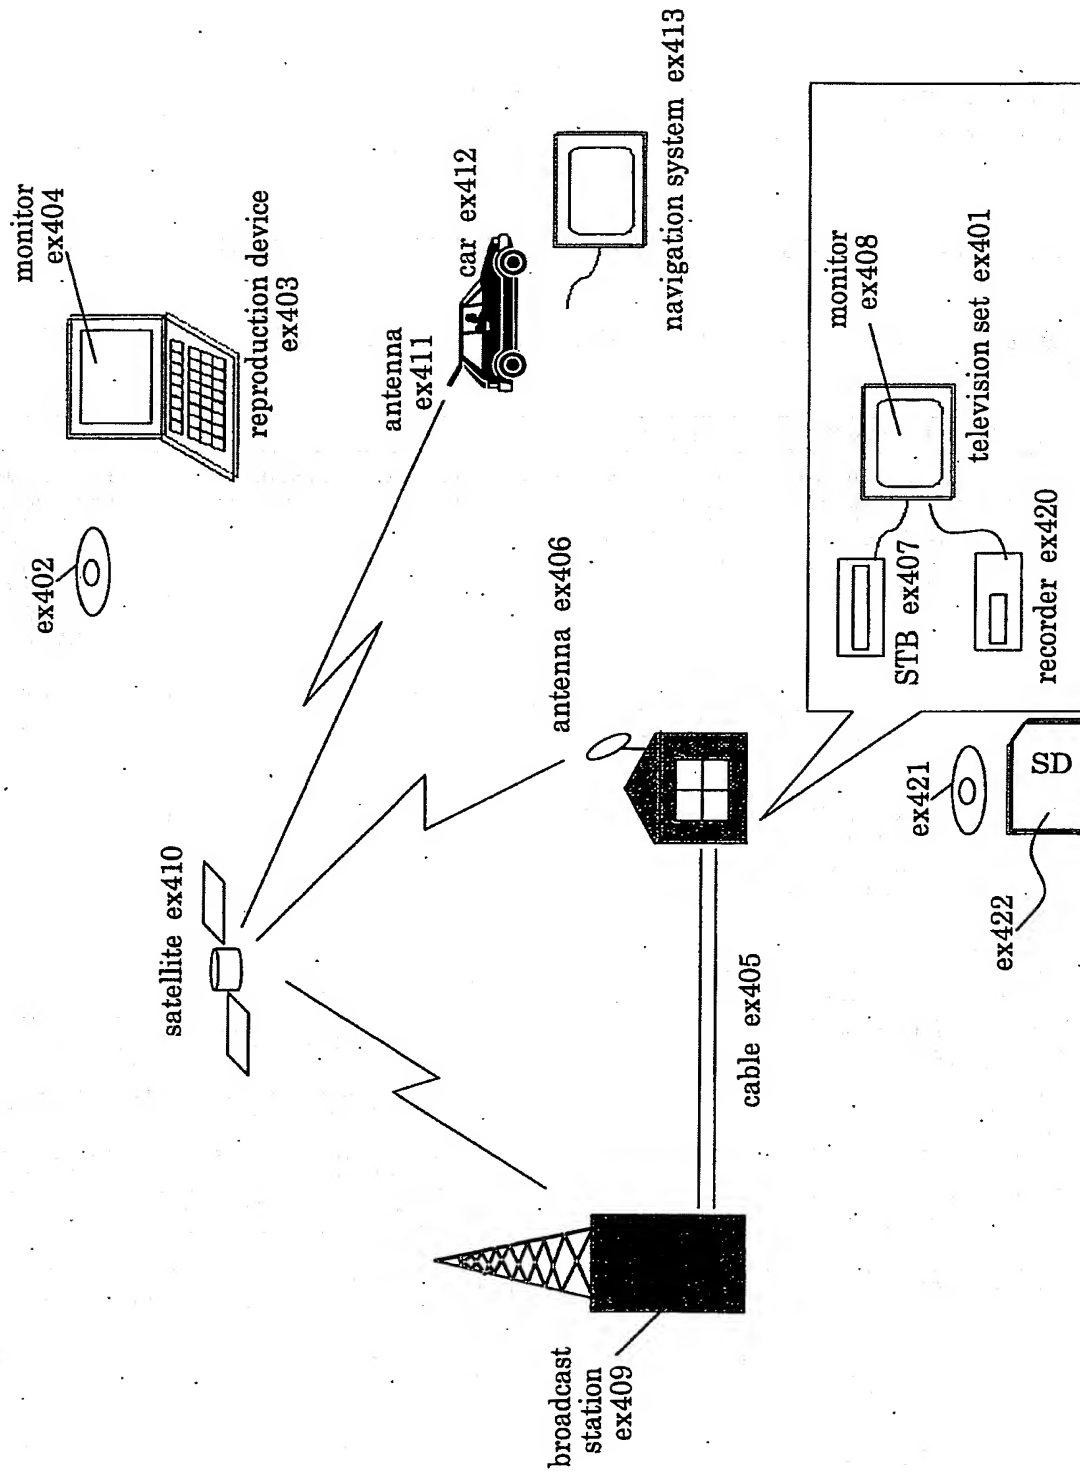 monitor
ex404
ex402
reproduction device
ex403
satellite ex410
antenna
ex411
car ex412
navigation system ex413
antenna ex406
broadcast
station
ex409
cable ex405
monitor
ex408
television set ex401
STB ex407
recorder ex420
ex421
SD
ex422